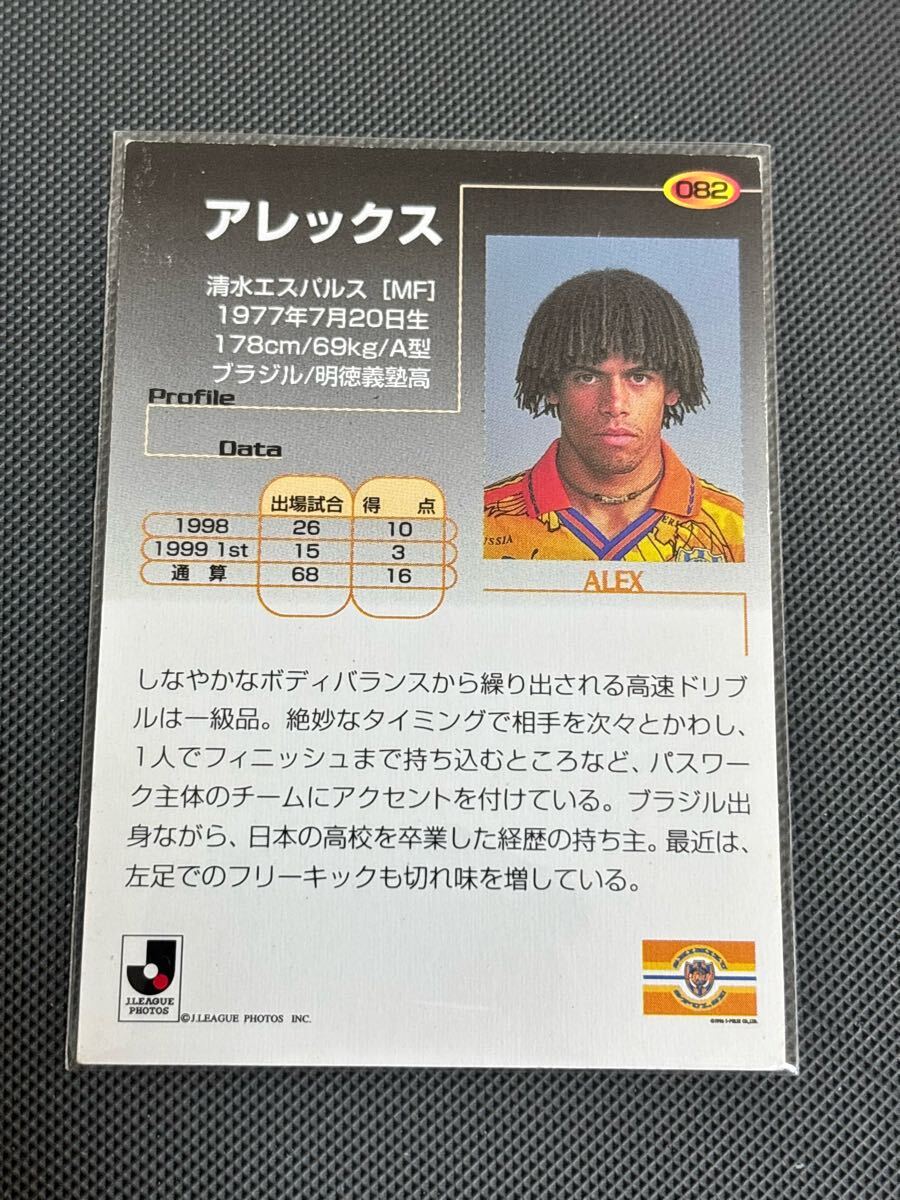 082
アレックス
清水エスパルス [MF]
1977年7月20日生
178cm/69kg/A型
ブラジル/明徳義塾高
Profile
Data
出場試合 得 点
1998 26 10
1999 1st 15 3
通 算 68 16
ALEX
しなやかなボディバランスから繰り出される高速ドリブ
ルは一級品。絶妙なタイミングで相手を次々とかわし、
1人でフィニッシュまで持ち込むところなど、パスワー
ク主体のチームにアクセントを付けている。ブラジル出
身ながら、日本の高校を卒業した経歴の持ち主。最近は、
左足でのフリーキックも切れ味を増している。
J.LEAGUE
PHOTOS
©J.LEAGUE PHOTOS INC.
SHIMIZU
S-PULSE
©1996 S-PULSE CO.,LTD.